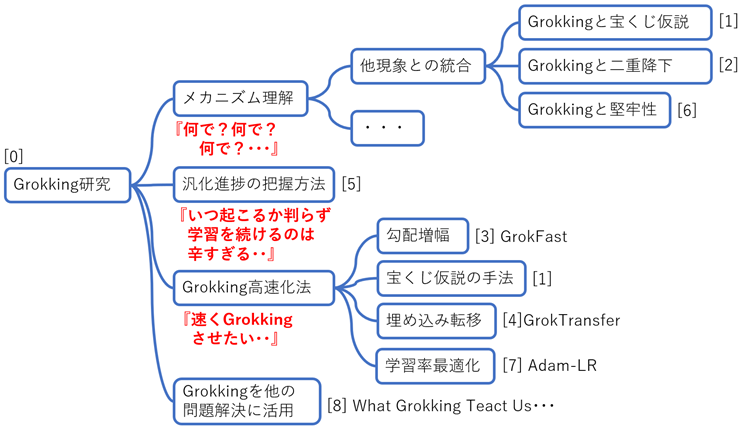 [0]
Grokking研究
メカニズム理解
『何で？何で？
何で？・・・』
他現象との統合
Grokkingと宝くじ仮説 [1]
Grokkingと二重降下 [2]
Grokkingと堅牢性 [6]
・・・
汎化進捗の把握方法 [5]
『いつ起こるか判らず
学習を続けるのは
辛すぎる・・』
Grokking高速化法
『速くGrokking
させたい・・』
勾配増幅 [3] GrokFast
宝くじ仮説の手法 [1]
埋め込み転移 [4]GrokTransfer
学習率最適化 [7] Adam-LR
Grokkingを他の
問題解決に活用
[8] What Grokking Teact Us・・・